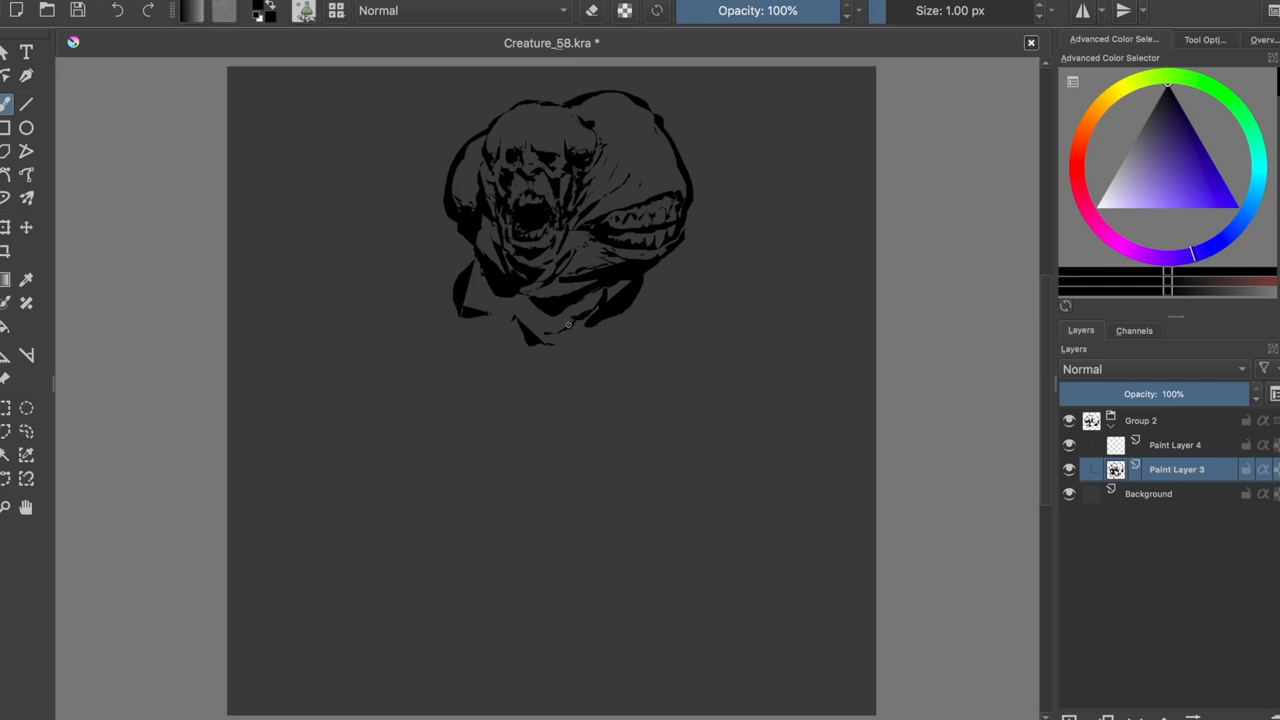 Normal
Opacity: 100%
Size: 1.00 px
Creature_58.kra *
Advanced Color Sele...
Tool Opti...
Overv...
Advanced Color Selector
Layers
Channels
Layers
Normal
Opacity: 100%
Group 2
Paint Layer 4
Paint Layer 3
Background